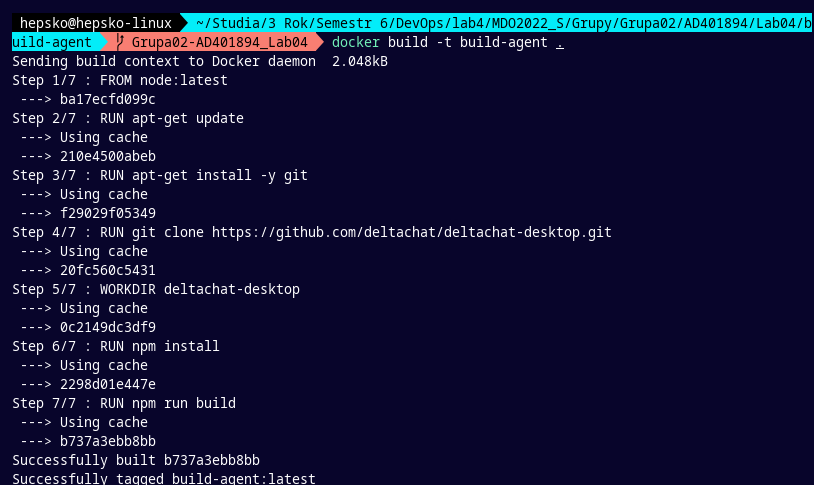 hepsko@hepsko-linux ~/Studia/3 Rok/Semestr 6/DevOps/lab4/MDO2022_S/Grupy/Grupa02/AD401894/Lab04/b
uild-agent Grupa02-AD401894_Lab04 docker build -t build-agent .
Sending build context to Docker daemon  2.048kB
Step 1/7 : FROM node:latest
 ---> ba17ecfd099c
Step 2/7 : RUN apt-get update
 ---> Using cache
 ---> 210e4500abeb
Step 3/7 : RUN apt-get install -y git
 ---> Using cache
 ---> f29029f05349
Step 4/7 : RUN git clone https://github.com/deltachat/deltachat-desktop.git
 ---> Using cache
 ---> 20fc560c5431
Step 5/7 : WORKDIR deltachat-desktop
 ---> Using cache
 ---> 0c2149dc3df9
Step 6/7 : RUN npm install
 ---> Using cache
 ---> 2298d01e447e
Step 7/7 : RUN npm run build
 ---> Using cache
 ---> b737a3ebb8bb
Successfully built b737a3ebb8bb
Successfully tagged build-agent:latest